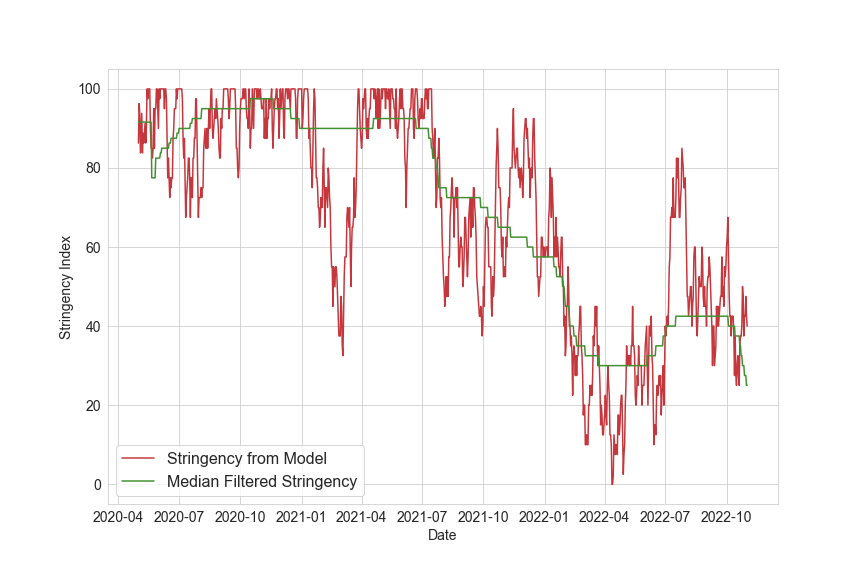 100
80
60
40
20
0
Stringency Index
Stringency from Model
Median Filtered Stringency
2020-04 2020-07 2020-10 2021-01 2021-04 2021-07 2021-10 2022-01 2022-04 2022-07 2022-10
Date